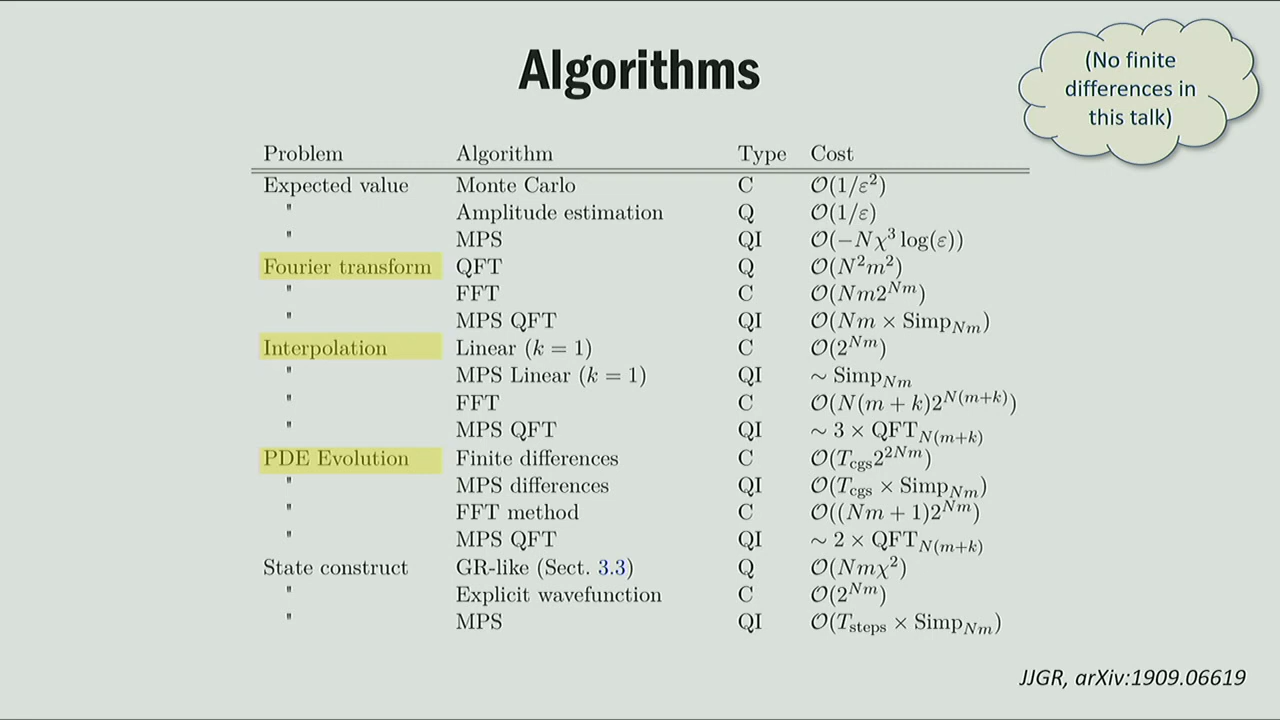 Algorithms
(No finite
differences in
this talk)
Problem Algorithm Type Cost
Expected value Monte Carlo C 𝒪(1/ε²)
" Amplitude estimation Q 𝒪(1/ε)
" MPS QI 𝒪(−Nχ³ log(ε))
Fourier transform QFT Q 𝒪(N²m²)
" FFT C 𝒪(Nm2^{Nm})
" MPS QFT QI 𝒪(Nm × Simp_{Nm})
Interpolation Linear (k = 1) C 𝒪(2^{Nm})
" MPS Linear (k = 1) QI ∼ Simp_{Nm}
" FFT C 𝒪(N(m + k)2^{N(m+k)})
" MPS QFT QI ∼ 3 × QFT_{N(m+k)}
PDE Evolution Finite differences C 𝒪(T_{cgs}2^{2Nm})
" MPS differences QI 𝒪(T_{cgs} × Simp_{Nm})
" FFT method C 𝒪((Nm + 1)2^{Nm})
" MPS QFT QI ∼ 2 × QFT_{N(m+k)}
State construct GR-like (Sect. 3.3) Q 𝒪(Nmχ²)
" Explicit wavefunction C 𝒪(2^{Nm})
" MPS QI 𝒪(T_{steps} × Simp_{Nm})
JJGR, arXiv:1909.06619